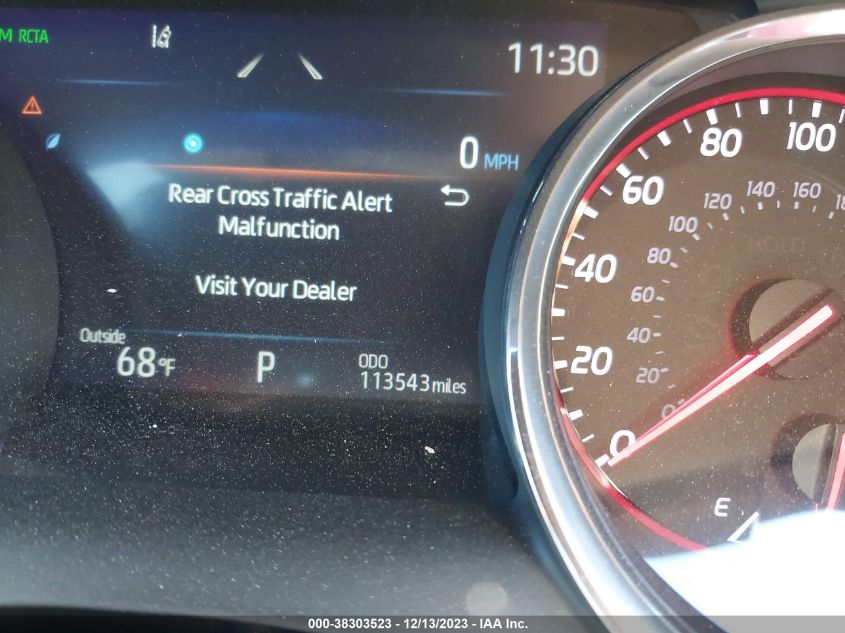 M RCTA
11:30
0 MPH
Rear Cross Traffic Alert
Malfunction
Visit Your Dealer
Outside
68°F
P
ODO
113543 miles
100
80
60
40
20
0
160
140
120
100
80
60
40
20
0
HOLD
E
000-38303523 - 12/13/2023 - IAA Inc.